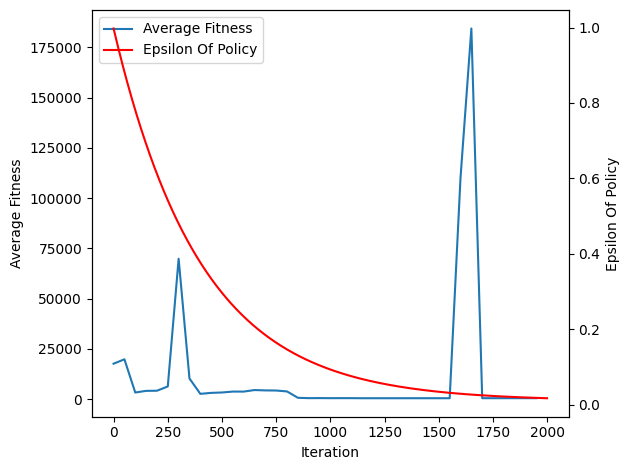 Average Fitness
Epsilon Of Policy
175000
150000
125000
100000
75000
50000
25000
0
Average Fitness
1.0
0.8
0.6
0.4
0.2
0.0
Epsilon Of Policy
0 250 500 750 1000 1250 1500 1750 2000
Iteration